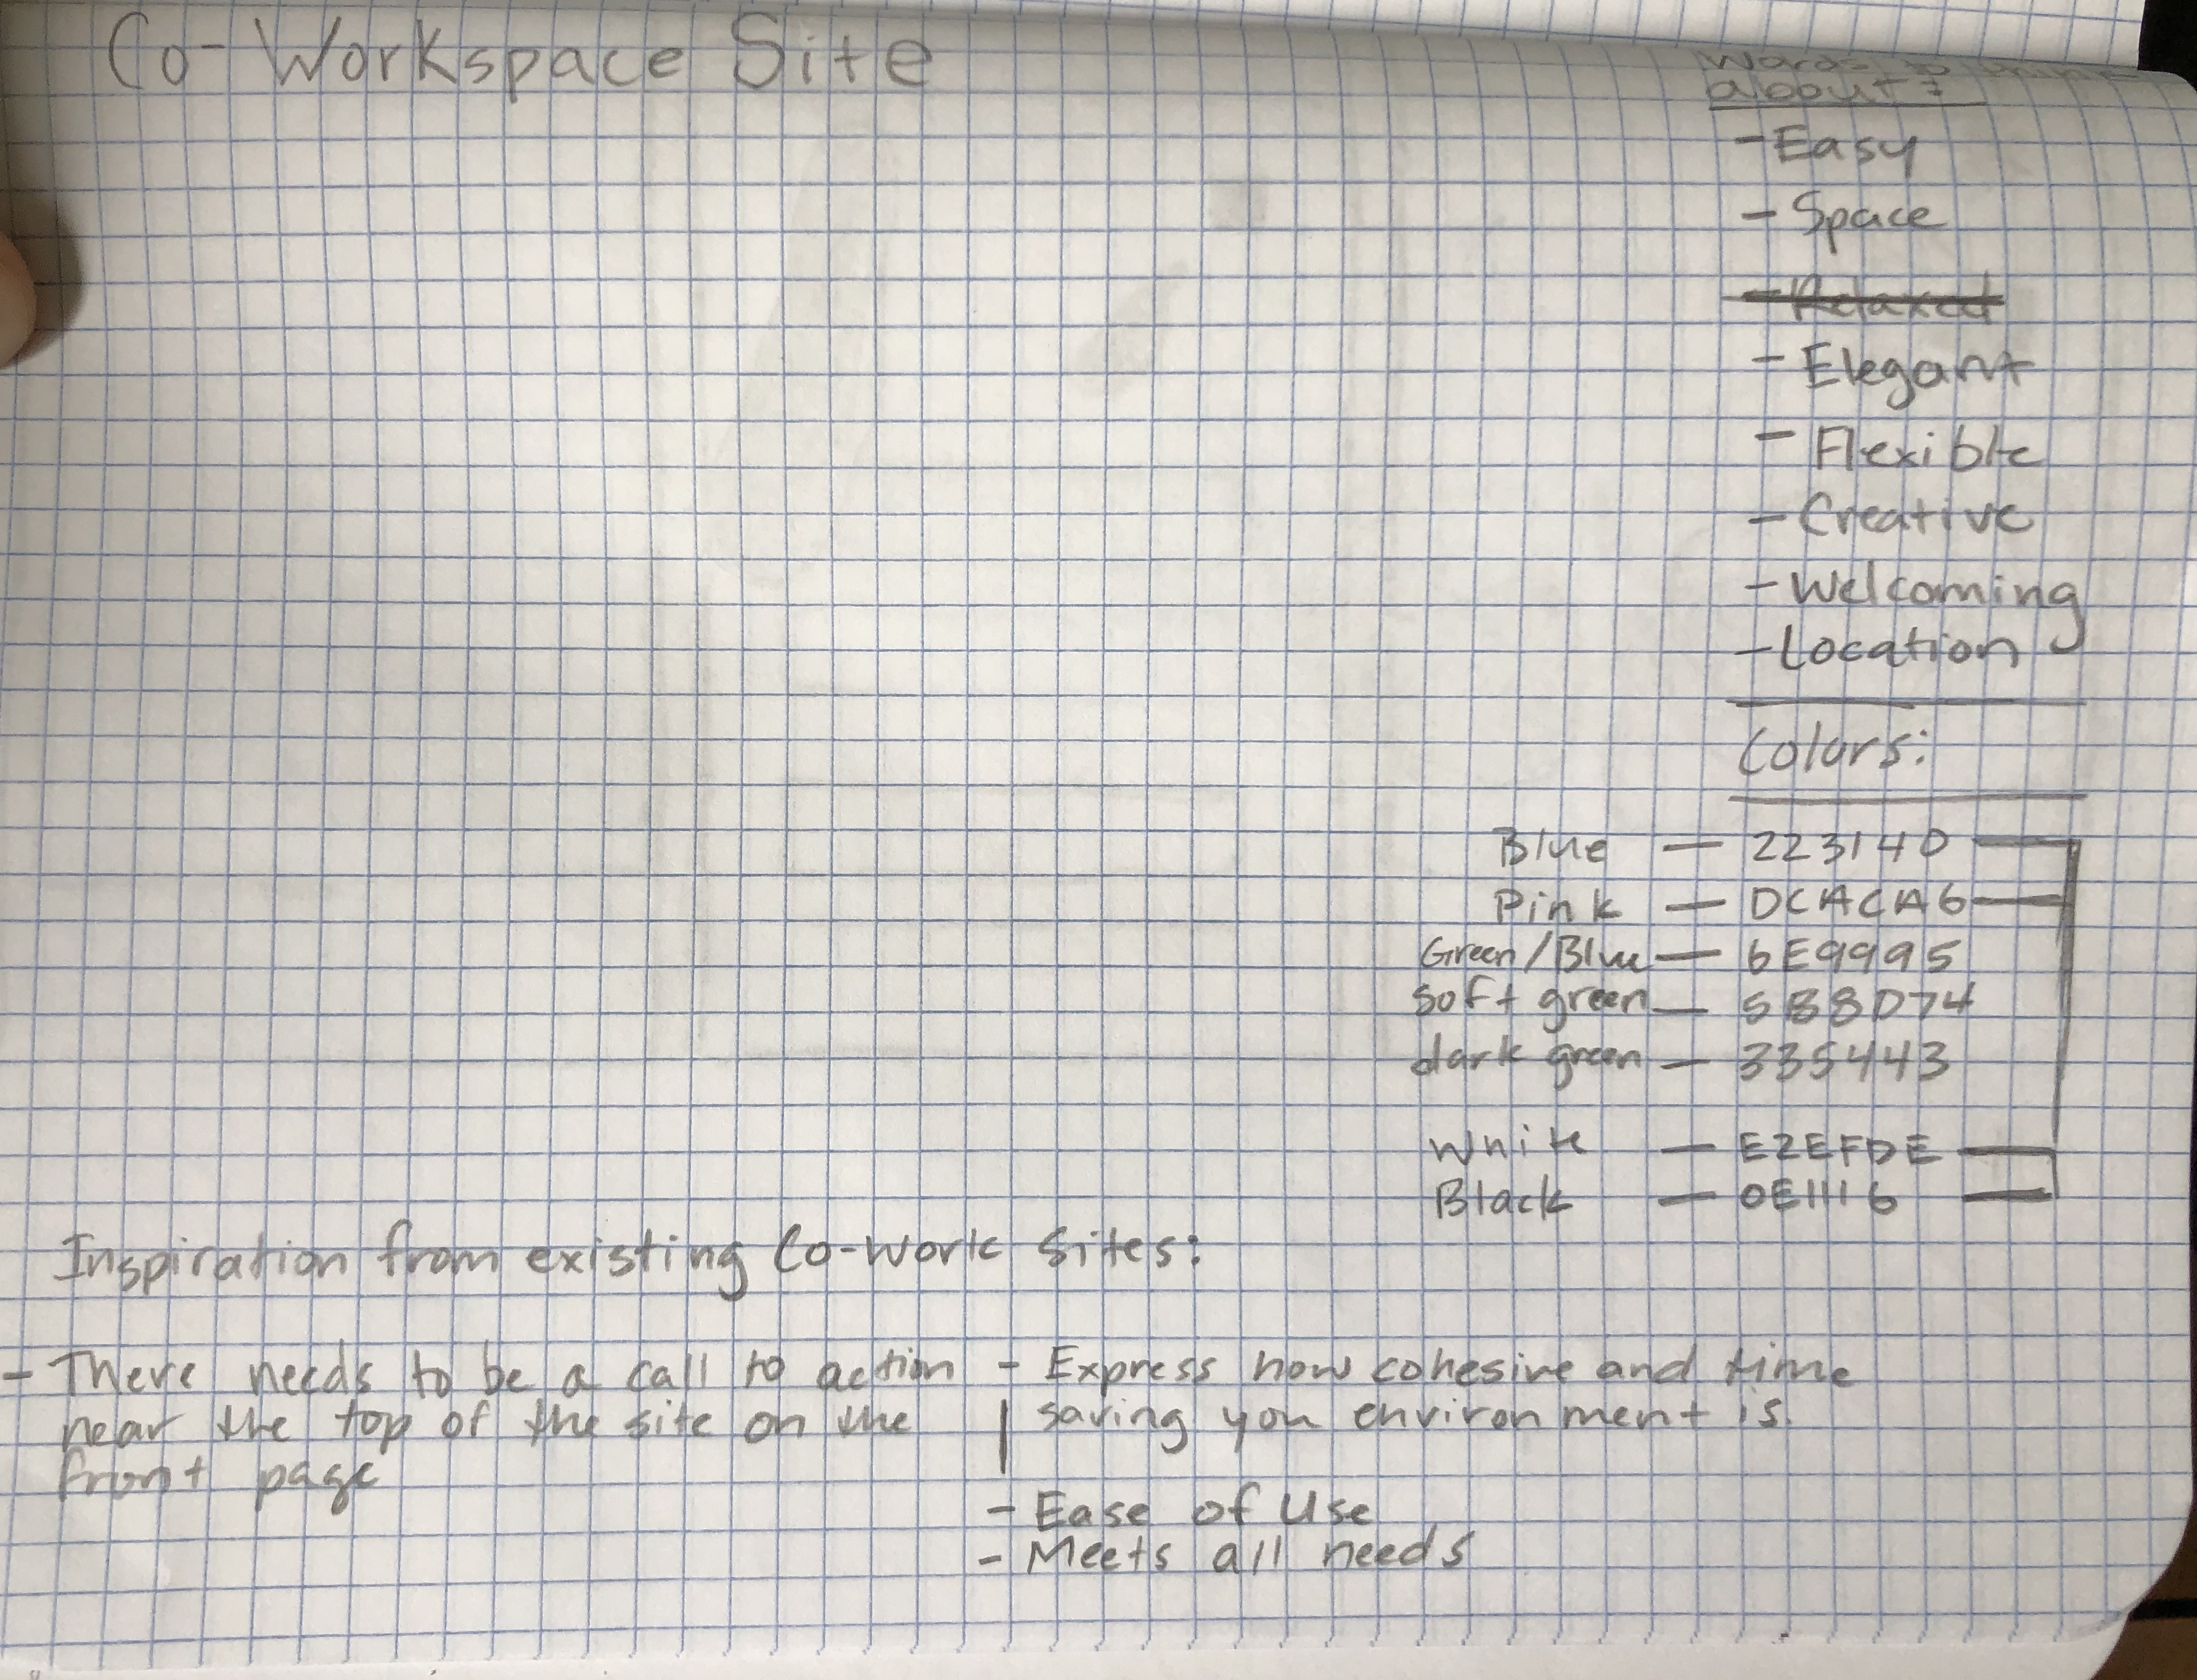 Co-Workspace Site
Words to think
about:
- Easy
- Space
- Relaxed
- Elegant
- Flexible
- Creative
- Welcoming
- Location
Colors:
Blue — 223140
Pink — DCACA6
Green/Blue — 6E9995
soft green — 5B8D74
dark green — 335443
White — E2EFDE
Black — 0E1116
Inspiration from existing Co-work sites:
- There needs to be a call to action
near the top of the site on the
front page
- Express how cohesive and time
saving you environment is.
- Ease of Use
- Meets all needs